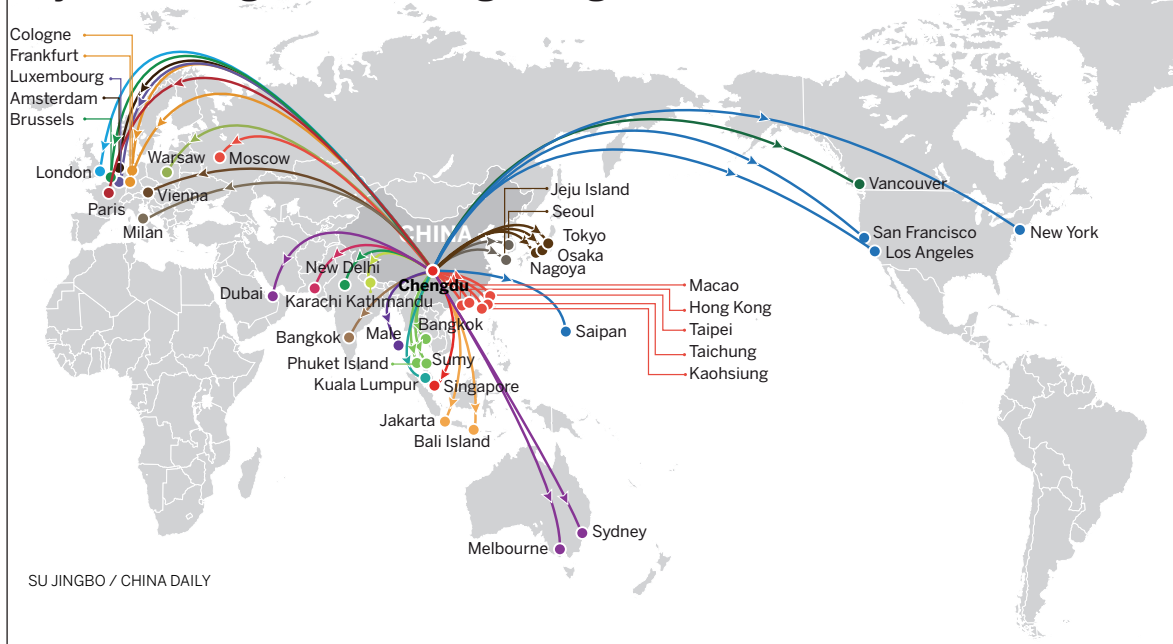 Cologne
Frankfurt
Luxembourg
Amsterdam
Brussels
London
Warsaw
Moscow
Paris
Vienna
Milan
CHINA
Jeju Island
Seoul
Tokyo
Osaka
Nagoya
Vancouver
San Francisco
Los Angeles
New York
New Delhi
Chengdu
Dubai
Karachi
Kathmandu
Macao
Hong Kong
Taipei
Taichung
Kaohsiung
Bangkok
Male
Bangkok
Saipan
Phuket Island
Sumy
Kuala Lumpur
Singapore
Jakarta
Bali Island
Sydney
Melbourne
SU JINGBO / CHINA DAILY